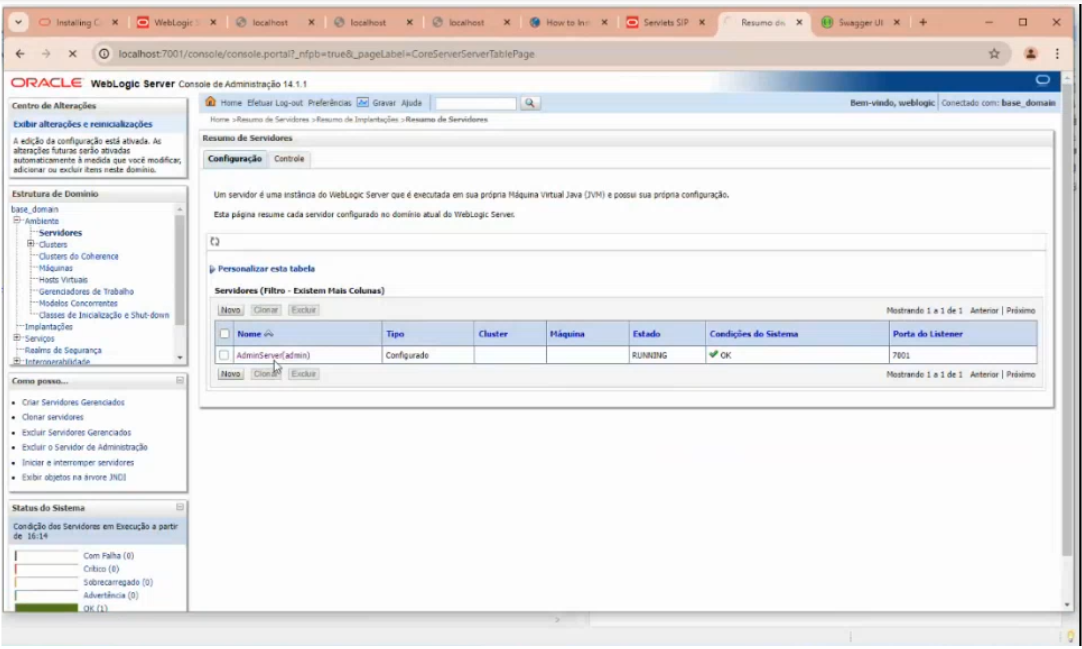 Installing C
WebLogic S
localhost
localhost
localhost
How to Ins
Servlets SIP
Resumo de
Swagger UI
localhost:7001/console/console.portal?_nfpb=true&_pageLabel=CoreServerServerTablePage
ORACLE WebLogic Server Console de Administração 14.1.1
Centro de Alterações
Exibir alterações e reinicializações
A edição da configuração está ativada. As
alterações futuras serão ativadas
automaticamente à medida que você modificar,
adicionar ou excluir itens neste domínio.
Estrutura de Domínio
base_domain
Ambiente
Servidores
Clusters
Clusters do Coherence
Máquinas
Hosts Virtuais
Gerenciadores de Trabalho
Modelos Concorrentes
Classes de Inicialização e Shut-down
Implantações
Serviços
Realms de Segurança
Interoperabilidade
Como posso...
Criar Servidores Gerenciados
Clonar servidores
Excluir Servidores Gerenciados
Excluir o Servidor de Administração
Iniciar e interromper servidores
Exibir objetos na árvore JNDI
Status do Sistema
Condição dos Servidores em Execução a partir
de 16:14
Com Falha (0)
Crítico (0)
Sobrecarregado (0)
Advertência (0)
OK (1)
Home Efetuar Log-out Preferências Gravar Ajuda
Bem-vindo, weblogic Conectado com: base_domain
Home >Resumo de Servidores >Resumo de Implantações >Resumo de Servidores
Resumo de Servidores
Configuração Controle
Um servidor é uma instância do WebLogic Server que é executada em sua própria Máquina Virtual Java (JVM) e possui sua própria configuração.
Esta página resume cada servidor configurado no domínio atual do WebLogic Server.
Personalizar esta tabela
Servidores (Filtro - Existem Mais Colunas)
Novo Clonar Excluir Mostrando 1 a 1 de 1 Anterior | Próximo
Nome Tipo Cluster Máquina Estado Condições do Sistema Porta do Listener
AdminServer(admin) Configurado RUNNING OK 7001
Novo Clonar Excluir Mostrando 1 a 1 de 1 Anterior | Próximo